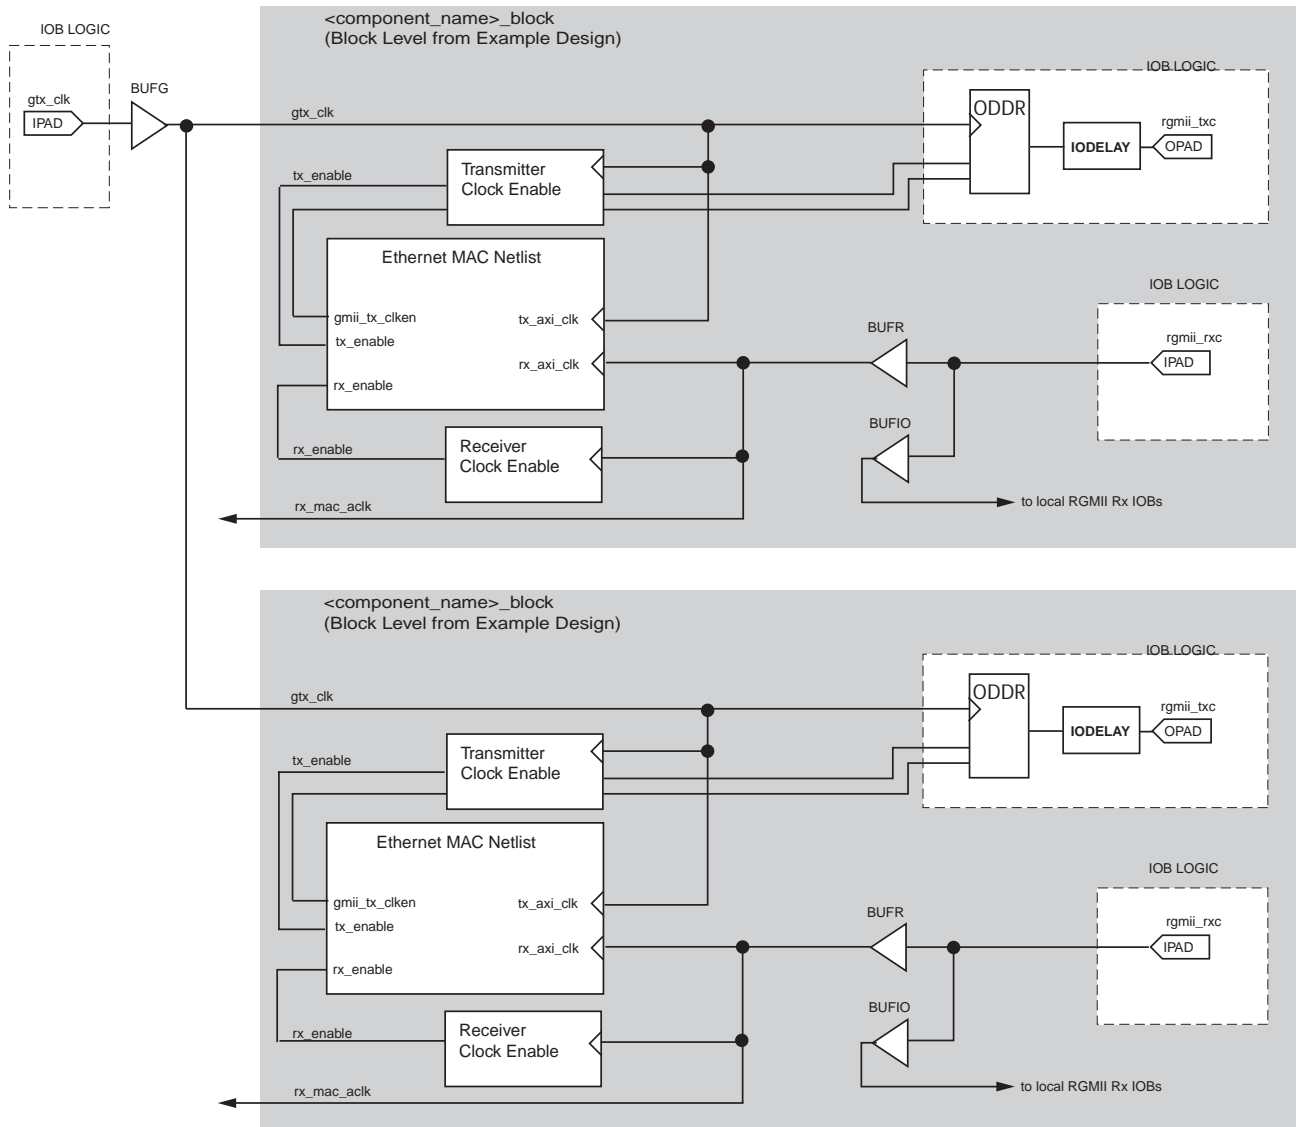 IOB LOGIC
gtx_clk
IPAD
BUFG
<component_name>_block
(Block Level from Example Design)
gtx_clk
IOB LOGIC
ODDR
IODELAY
rgmii_txc
OPAD
tx_enable
Transmitter
Clock Enable
Ethernet MAC Netlist
gmii_tx_clken
tx_enable
rx_enable
tx_axi_clk
rx_axi_clk
BUFR
IOB LOGIC
rgmii_rxc
IPAD
BUFIO
rx_enable
Receiver
Clock Enable
to local RGMII Rx IOBs
rx_mac_aclk
<component_name>_block
(Block Level from Example Design)
gtx_clk
IOB LOGIC
ODDR
IODELAY
rgmii_txc
OPAD
tx_enable
Transmitter
Clock Enable
Ethernet MAC Netlist
gmii_tx_clken
tx_enable
rx_enable
tx_axi_clk
rx_axi_clk
BUFR
IOB LOGIC
rgmii_rxc
IPAD
BUFIO
rx_enable
Receiver
Clock Enable
to local RGMII Rx IOBs
rx_mac_aclk